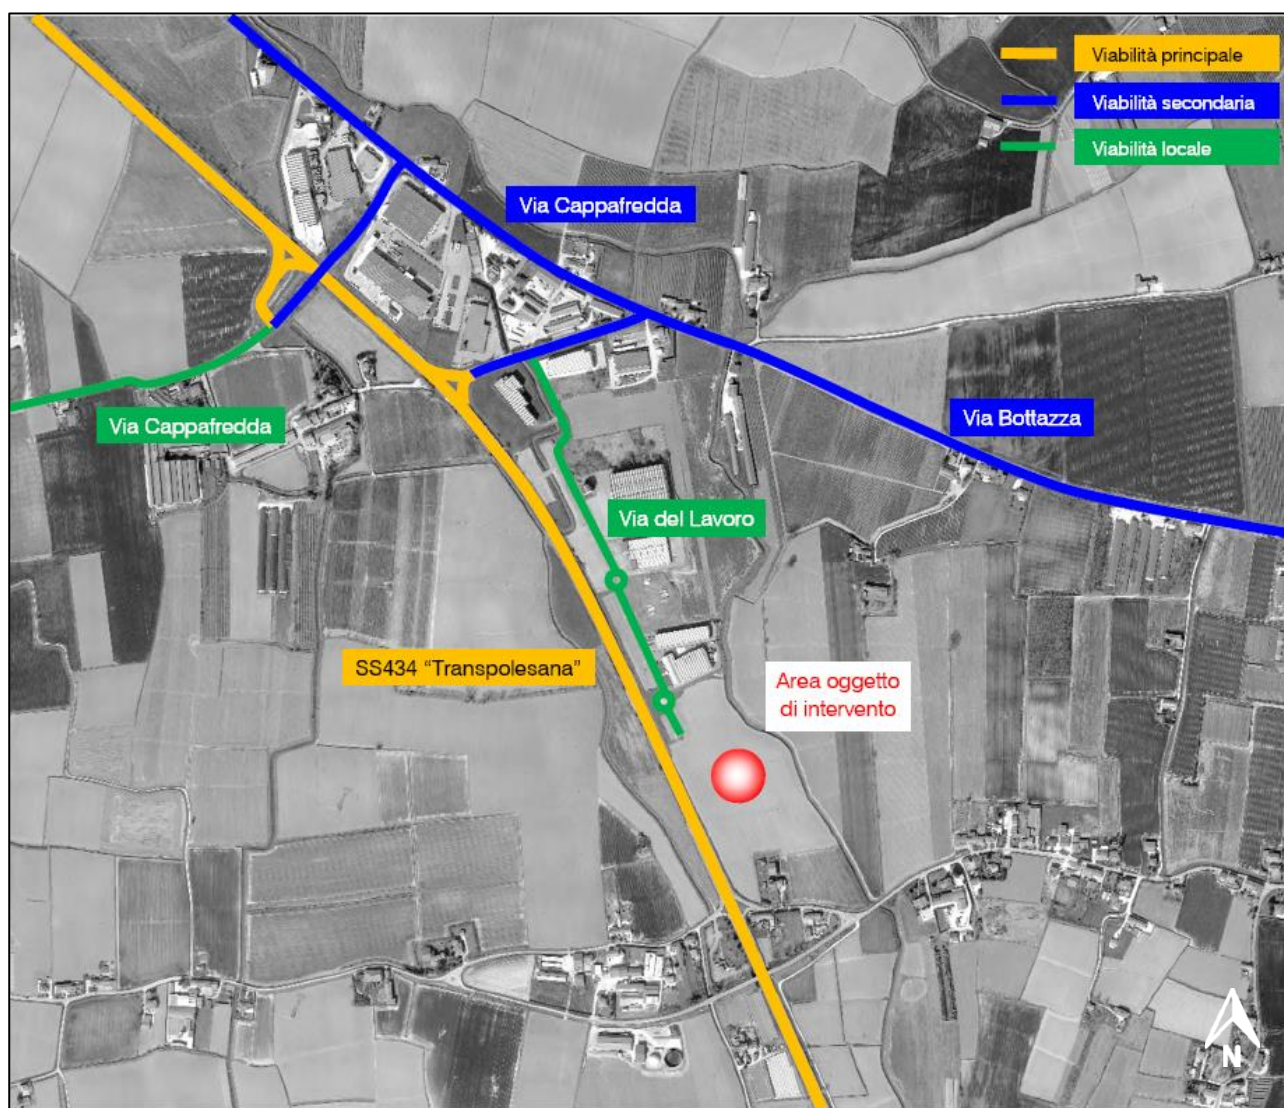 Viabilità principale
Viabilità secondaria
Viabilità locale
Via Cappafredda
Via Cappafredda
Via Bottazza
Via del Lavoro
SS434 “Transpolesana”
Area oggetto
di intervento
N